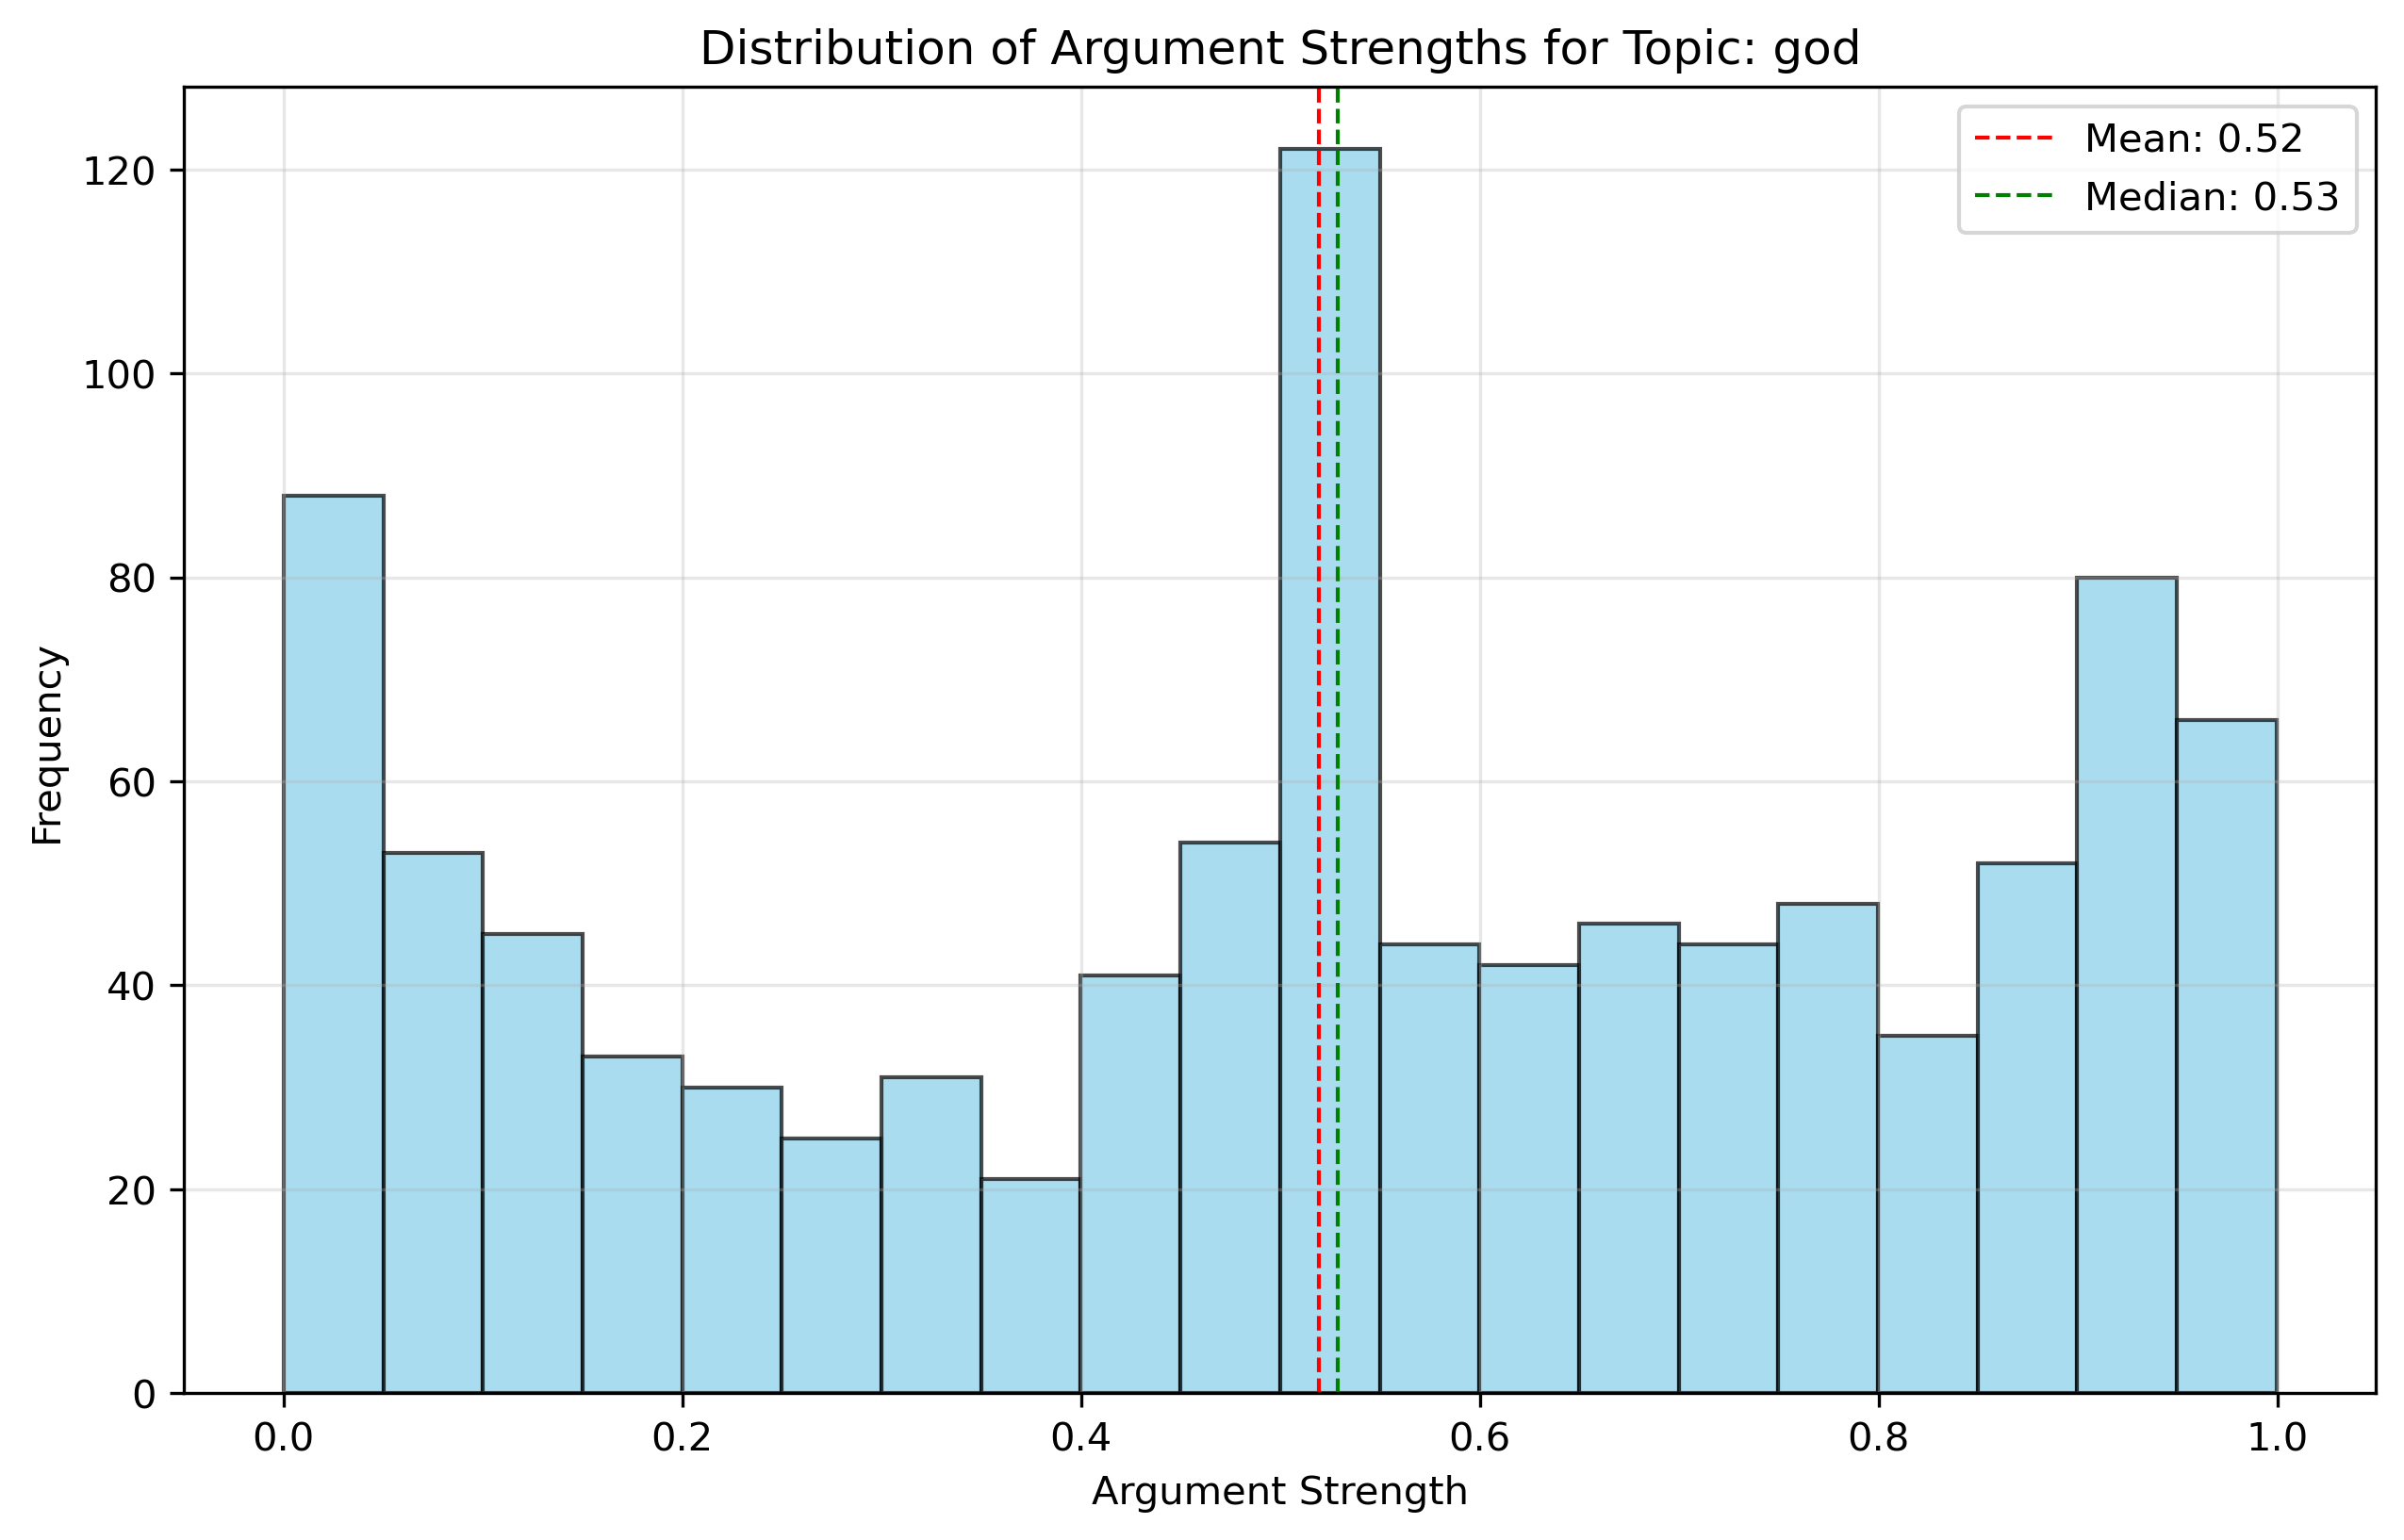 Distribution of Argument Strengths for Topic: god
Mean: 0.52
Median: 0.53
Frequency
120
100
80
60
40
20
0
0.0 0.2 0.4 0.6 0.8 1.0
Argument Strength